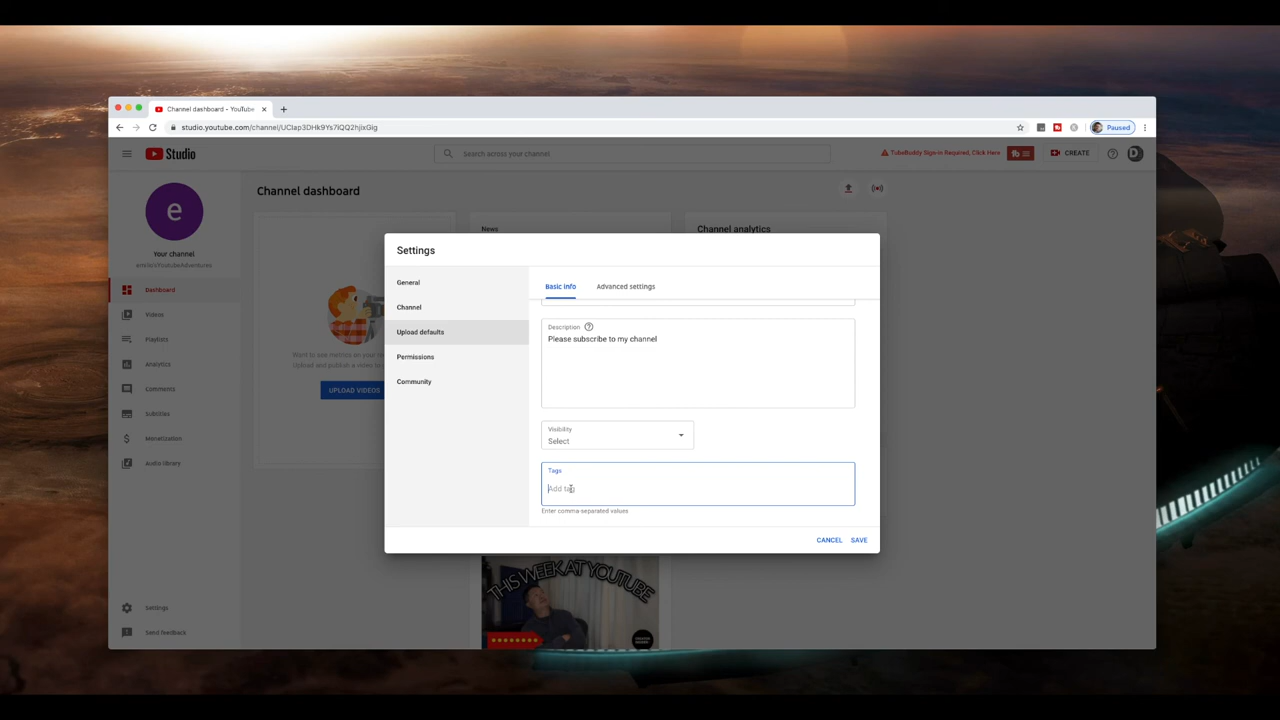 Channel dashboard - YouTube
studio.youtube.com/channel/UCIap3DHk9Ys7iQQ2hjixGig
Paused
Studio
Search across your channel
TubeBuddy Sign-in Required, Click Here
tb
CREATE
D
e
Your channel
Dashboard
Videos
Playlists
Analytics
Comments
Subtitles
Monetization
Audio library
Settings
Send feedback
Channel dashboard
Want to see metrics on your
Upload and publish a video to
UPLOAD VIDEOS
News
Channel analytics
Settings
General
Channel
Upload defaults
Permissions
Community
Basic info
Advanced settings
Description
Please subscribe to my channel
Visibility
Select
Tags
Add tag
Enter comma-separated values
CANCEL
SAVE
THIS WEEK AT YOUTUBE